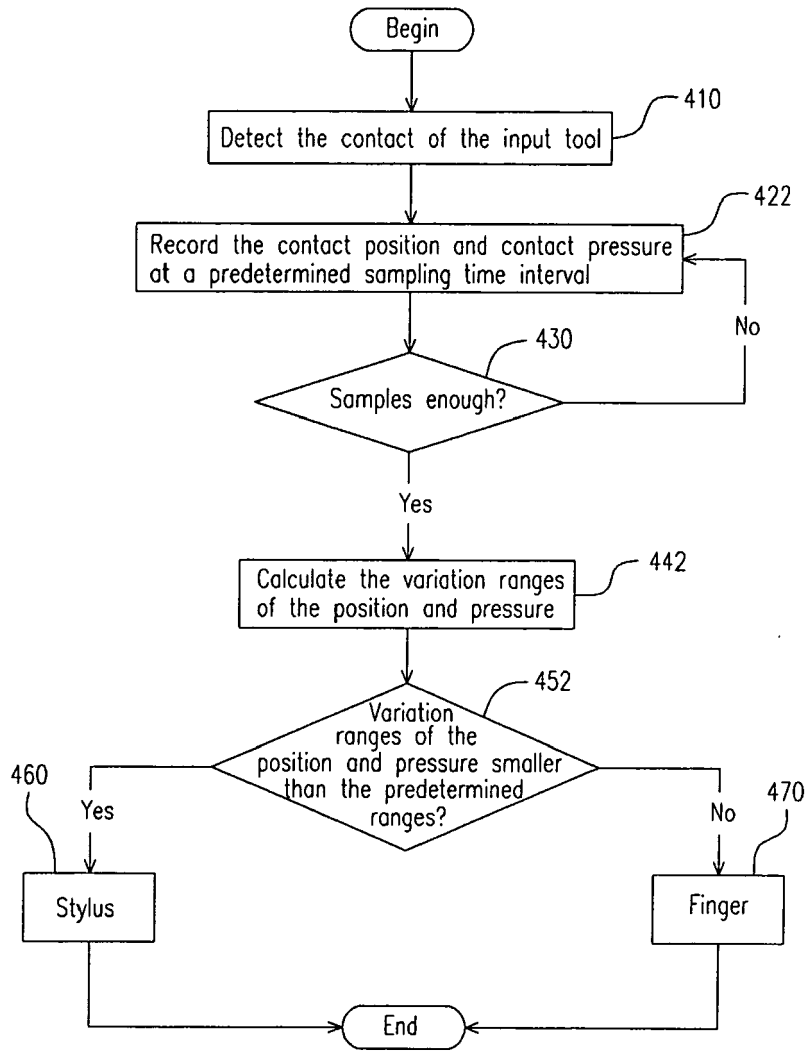 Begin
410
Detect the contact of the input tool
422
Record the contact position and contact pressure
at a predetermined sampling time interval
No
430
Samples enough?
Yes
442
Calculate the variation ranges
of the position and pressure
452
Variation
ranges of the
position and pressure smaller
than the predetermined
ranges?
460
Yes
No
470
Stylus
Finger
End